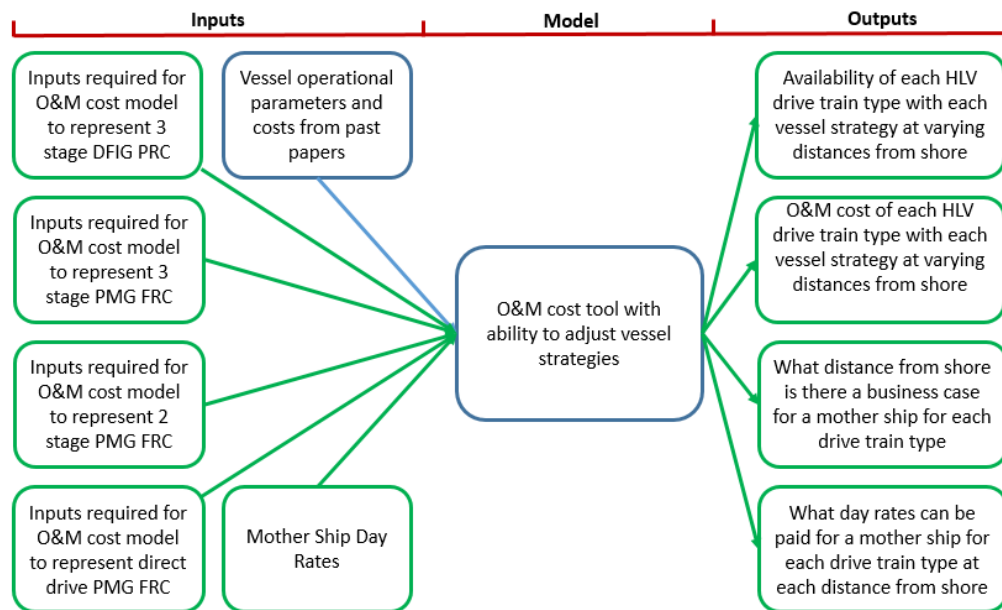 Inputs
Model
Outputs
Inputs required for
O&M cost model
to represent 3
stage DFIG PRC
Vessel operational
parameters and
costs from past
papers
Inputs required for
O&M cost model
to represent 3
stage PMG FRC
Inputs required for
O&M cost model
to represent 2
stage PMG FRC
Inputs required for
O&M cost model
to represent direct
drive PMG FRC
Mother Ship Day
Rates
O&M cost tool with
ability to adjust vessel
strategies
Availability of each HLV
drive train type with each
vessel strategy at varying
distances from shore
O&M cost of each HLV
drive train type with each
vessel strategy at varying
distances from shore
What distance from shore
is there a business case
for a mother ship for each
drive train type
What day rates can be
paid for a mother ship for
each drive train type at
each distance from shore